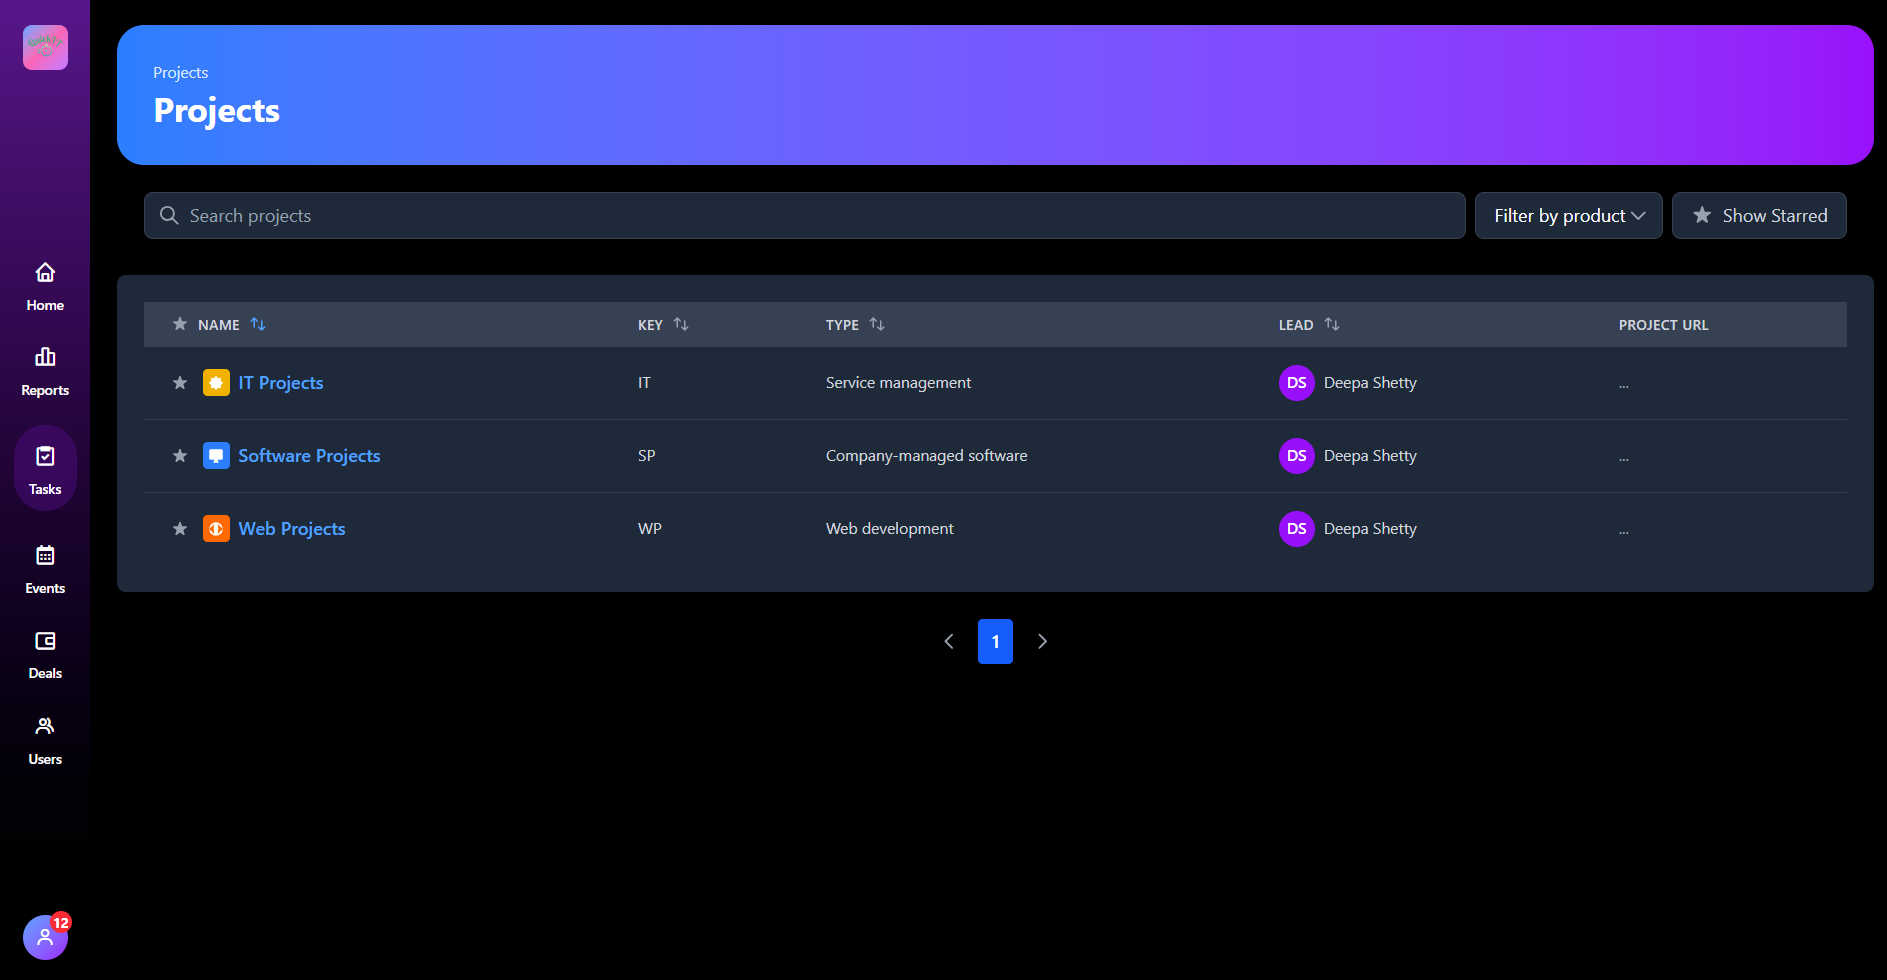 Projects
Projects
Search projects
Filter by product
Show Starred
NAME KEY TYPE LEAD PROJECT URL
IT Projects IT Service management DS Deepa Shetty ...
Software Projects SP Company-managed software DS Deepa Shetty ...
Web Projects WP Web development DS Deepa Shetty ...
1
Home
Reports
Tasks
Events
Deals
Users
12